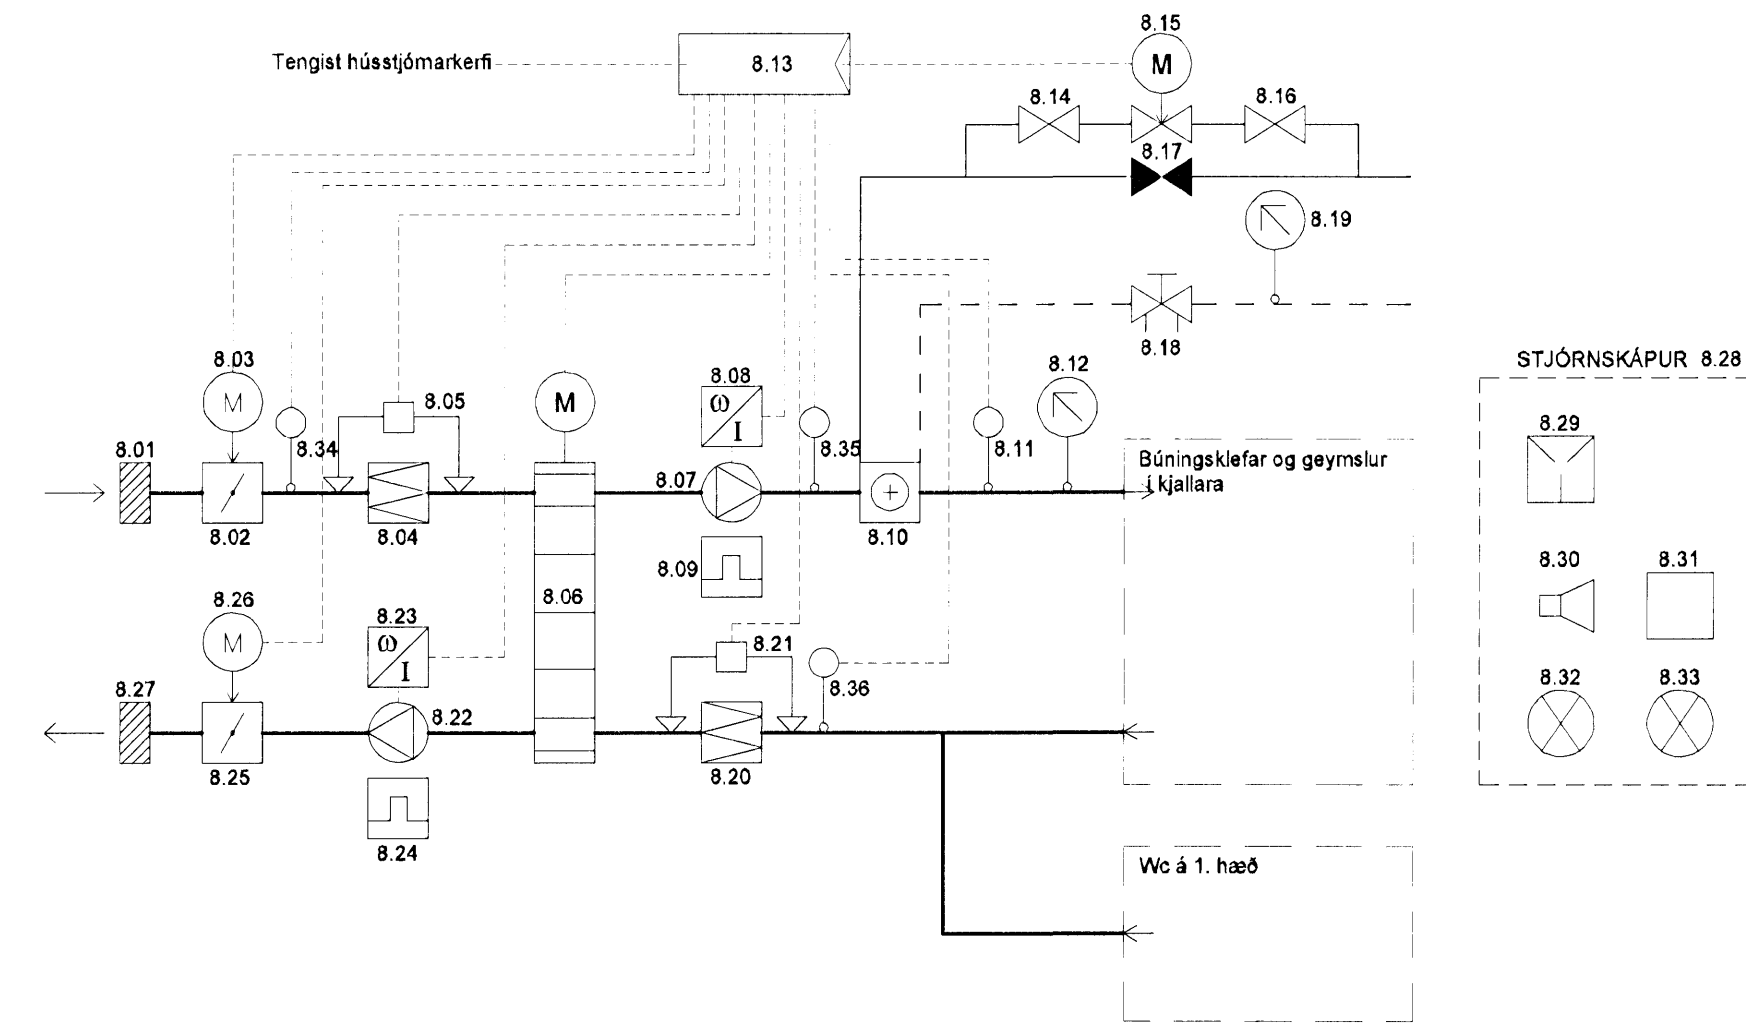 8.15
Tengist hússtjórnarkerfi
8.13
M
8.14
8.16
8.17
8.19
8.18
8.03
M
8.34
8.05
M
8.08
ω
I
8.35
8.11
8.12
STJÓRNSKÁPUR 8.28
8.29
8.01
8.02
8.04
8.07
8.10
Búningsklefar og geymslur
í kjallara
8.09
8.06
8.30
8.31
8.26
M
8.23
ω
I
8.21
8.36
8.32
8.33
8.27
8.25
8.22
8.20
8.24
Wc á 1. hæð